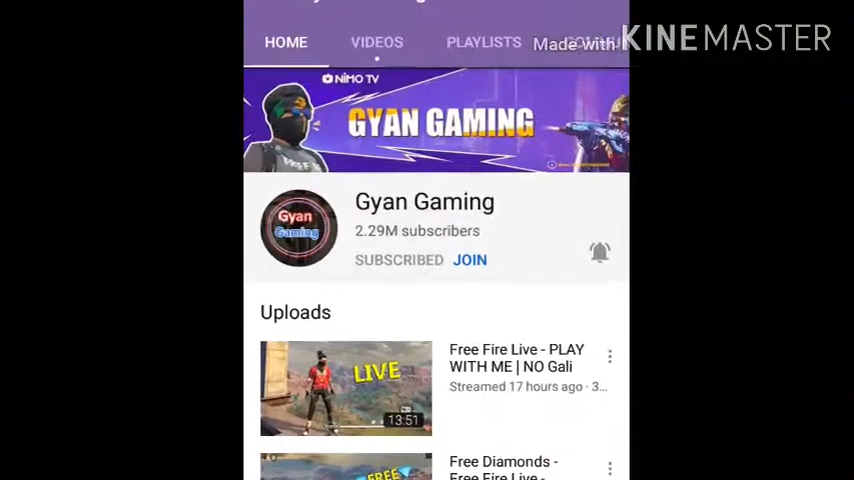 HOME VIDEOS PLAYLISTS
Made with KINEMASTER
NIMO TV
GYAN GAMING
Gyan Gaming
Gyan Gaming
2.29M subscribers
SUBSCRIBED JOIN
Uploads
Free Fire Live - PLAY
WITH ME | NO Gali
Streamed 17 hours ago · 3...
LIVE
13:51
Free Diamonds -
Free Fire Live -
FREE